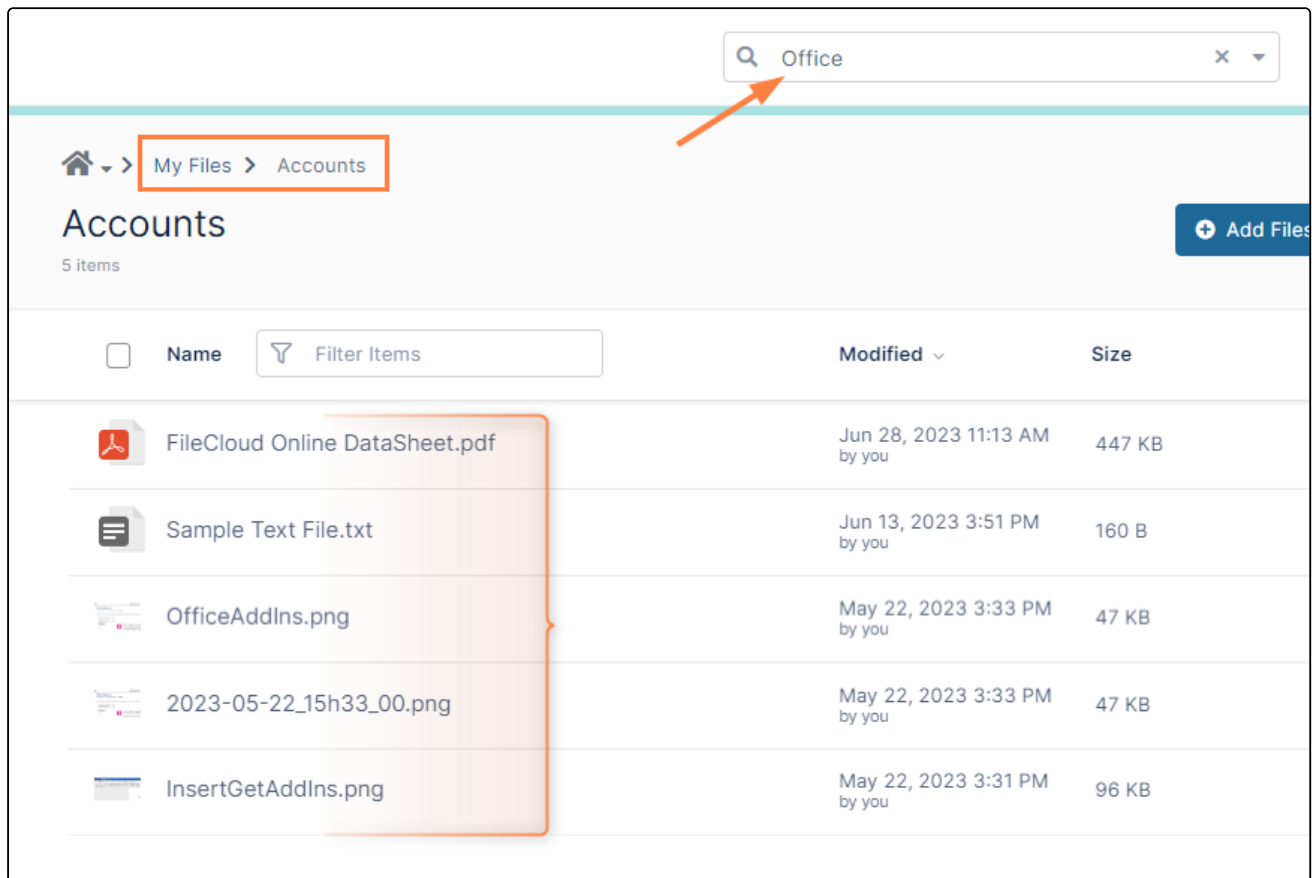 Office
My Files Accounts
Accounts
Add Files
5 items
Name Filter Items Modified Size
FileCloud Online DataSheet.pdf Jun 28, 2023 11:13 AM 447 KB
by you
Sample Text File.txt Jun 13, 2023 3:51 PM 160 B
by you
OfficeAddIns.png May 22, 2023 3:33 PM 47 KB
by you
2023-05-22_15h33_00.png May 22, 2023 3:33 PM 47 KB
by you
InsertGetAddIns.png May 22, 2023 3:31 PM 96 KB
by you